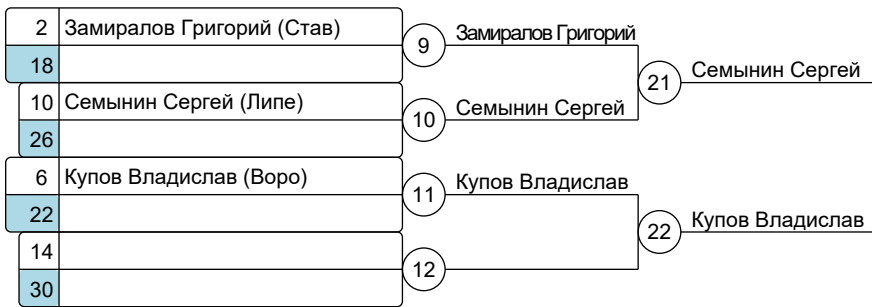 2 Замиралов Григорий (Став)
18
9 Замиралов Григорий
21 Семынин Сергей
10 Семынин Сергей (Липе)
26
10 Семынин Сергей
6 Купов Владислав (Воро)
22
11 Купов Владислав
22 Купов Владислав
14
30
12